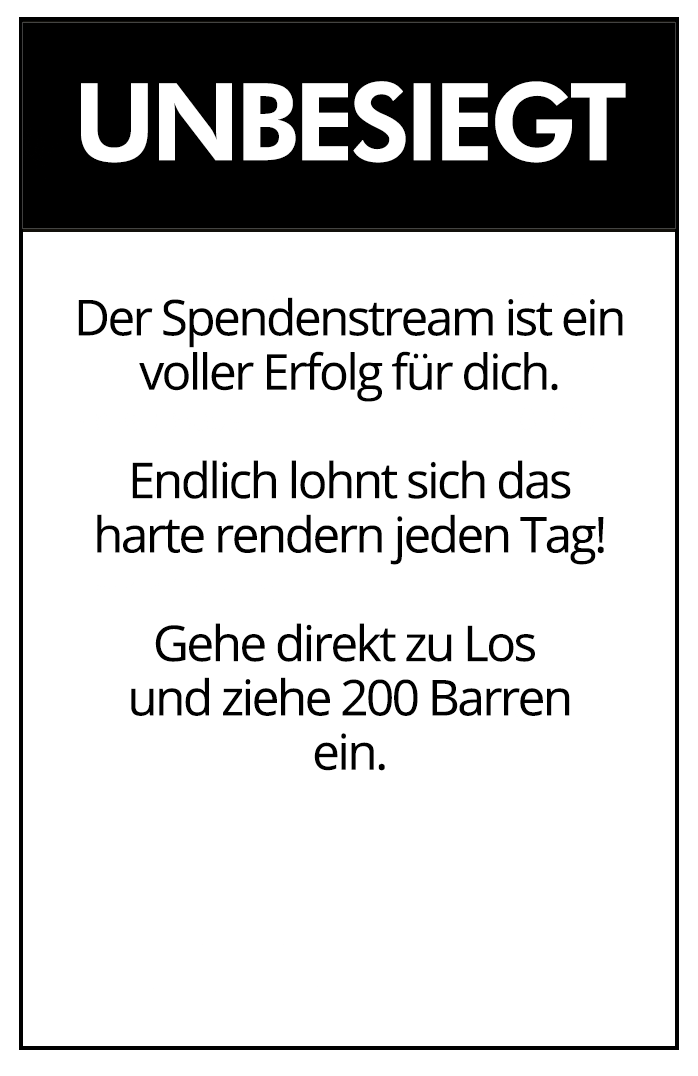 UNBESIEGT
Der Spendenstream ist ein
voller Erfolg für dich.
Endlich lohnt sich das
harte rendern jeden Tag!
Gehe direkt zu Los
und ziehe 200 Barren
ein.